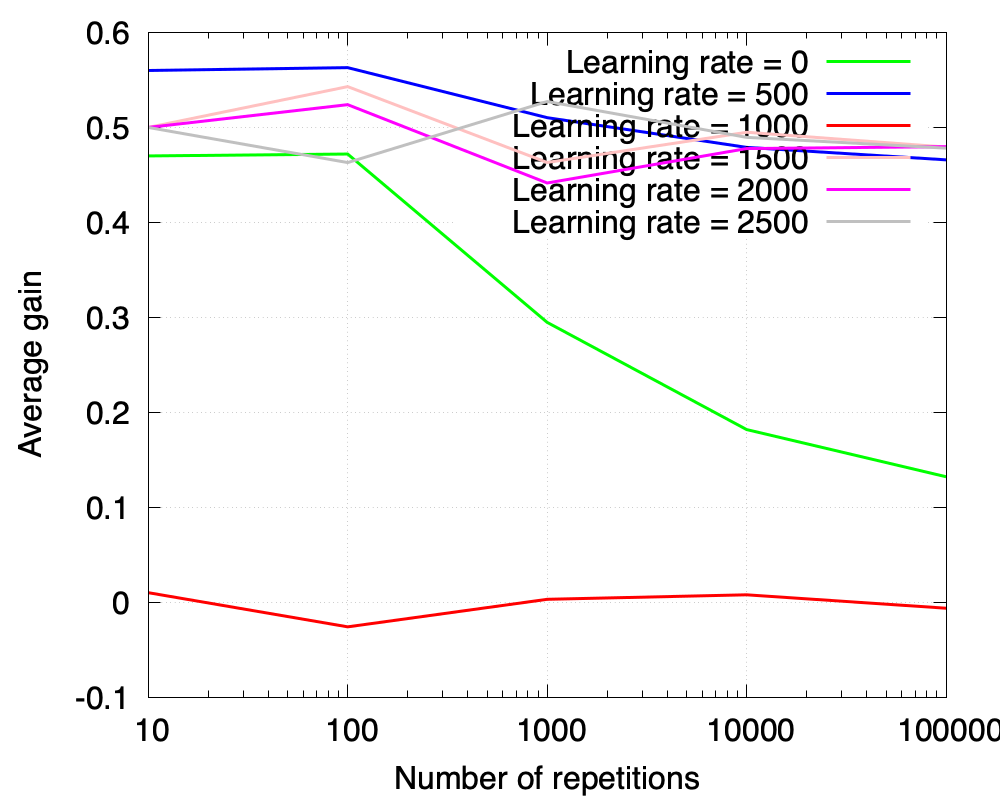 0.6
0.5
0.4
0.3
0.2
0.1
0
-0.1
Average gain
Learning rate = 0
Learning rate = 500
Learning rate = 1000
Learning rate = 1500
Learning rate = 2000
Learning rate = 2500
10 100 1000 10000 100000
Number of repetitions